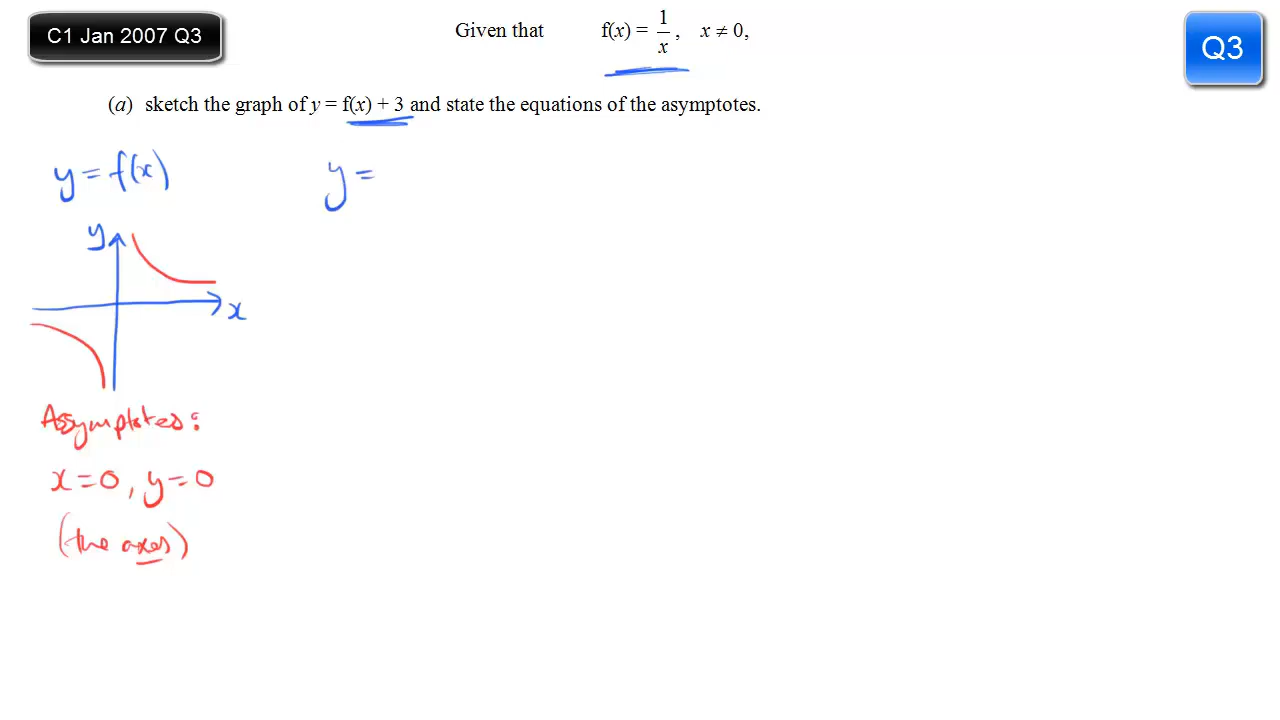 C1 Jan 2007 Q3
Given that f(x) = 1/x, x ≠ 0,
Q3
(a) sketch the graph of y = f(x) + 3 and state the equations of the asymptotes.
y = f(x)
y =
y
x
Assymptotes:
x = 0, y = 0
(the axes)